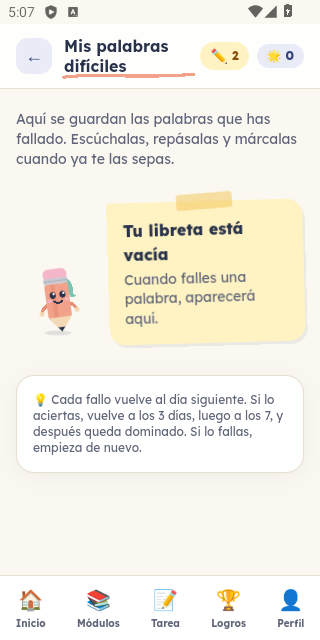 5:07
Mis palabras
difíciles
2
0
Aquí se guardan las palabras que has
fallado. Escúchalas, repásalas y márcalas
cuando ya te las sepas.
Tu libreta está
vacía
Cuando falles una
palabra, aparecerá
aquí.
Cada fallo vuelve al día siguiente. Si lo
aciertas, vuelve a los 3 días, luego a los 7, y
después queda dominado. Si lo fallas,
empieza de nuevo.
Inicio
Módulos
Tarea
Logros
Perfil